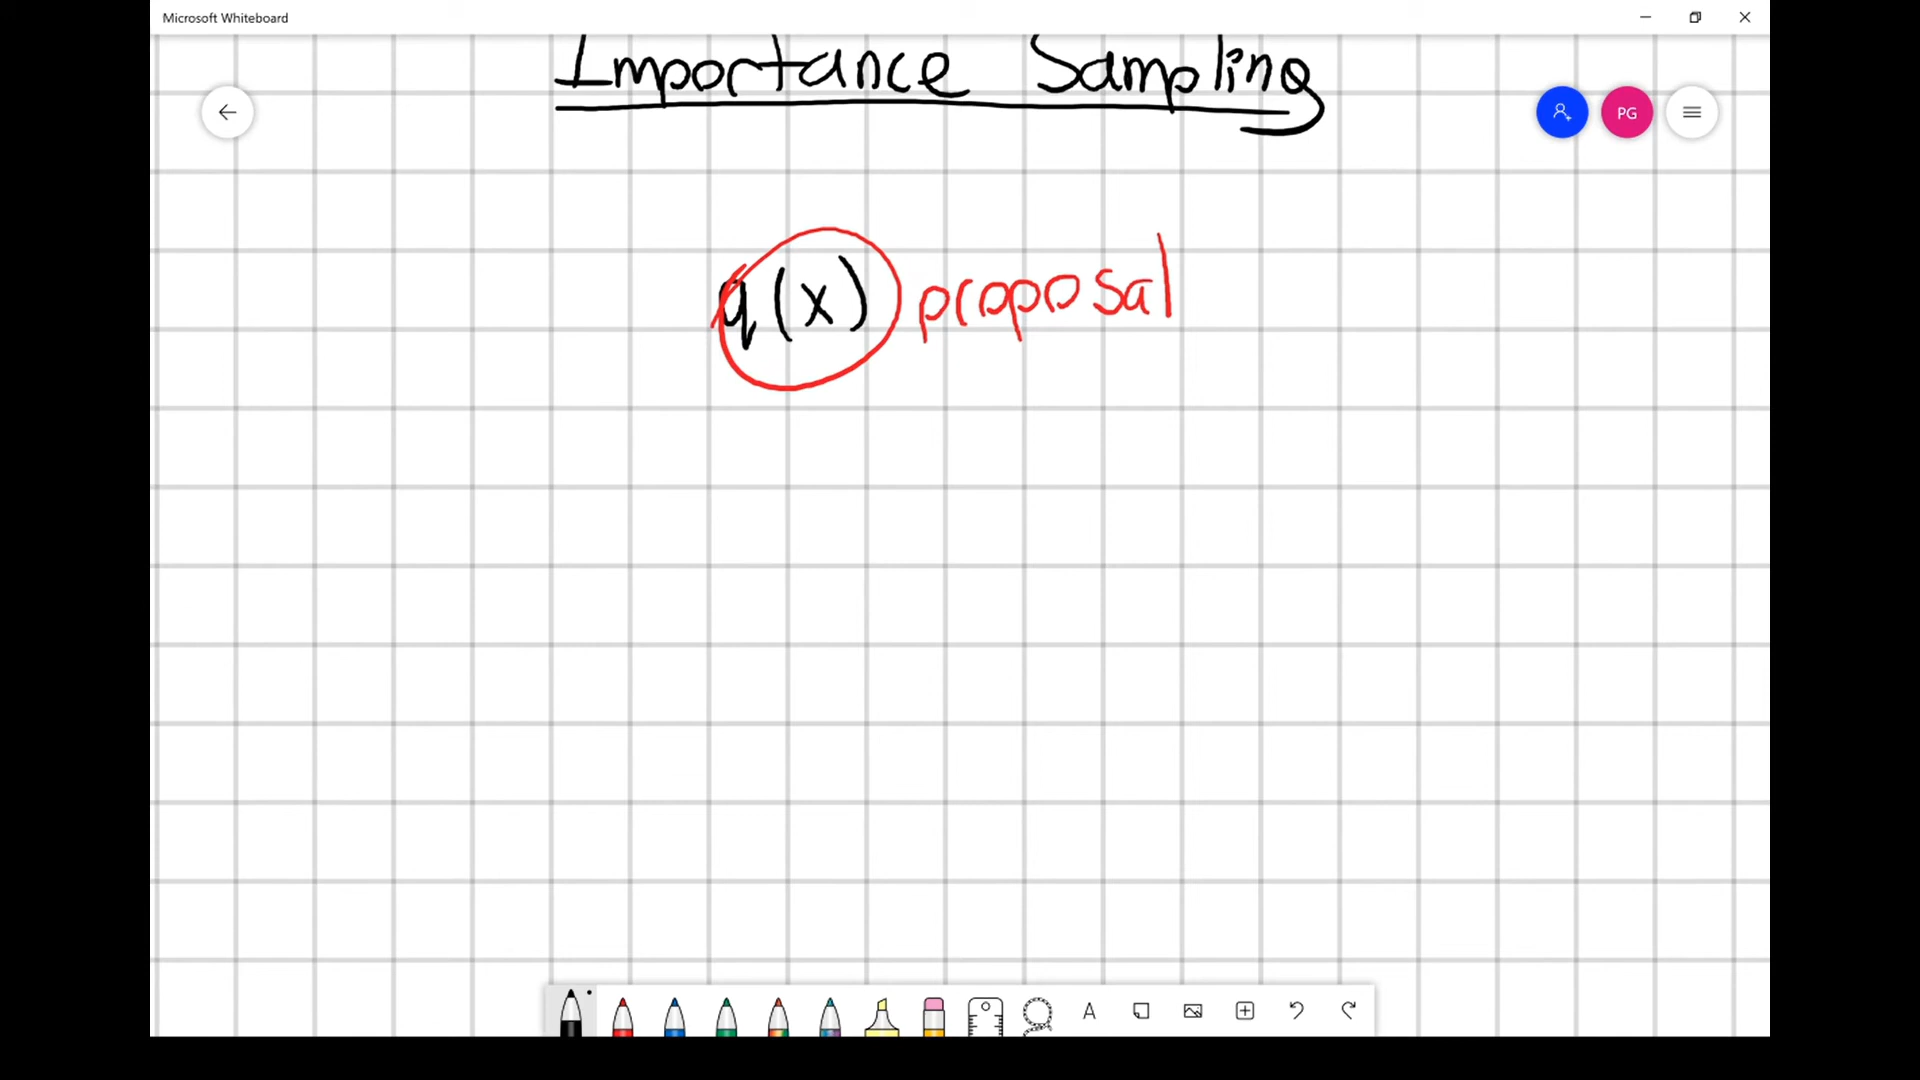 Microsoft Whiteboard
Importance Sampling
PG
q(x) proposal
A